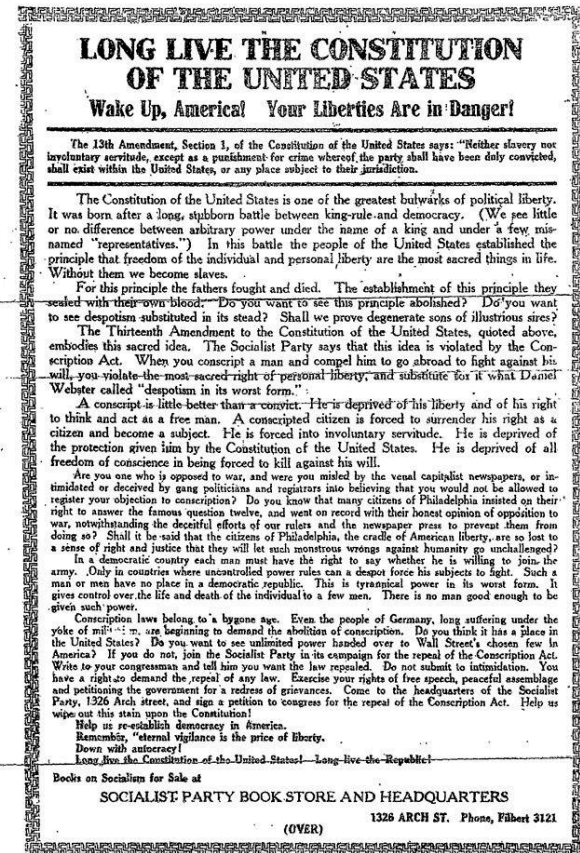 LONG LIVE THE CONSTITUTION
OF THE UNITED STATES
Wake Up, America! Your Liberties Are in Danger!
The 13th Amendment, Section 1, of the Constitution of the United States says: "Neither slavery nor
involuntary servitude, except as a punishment for crime whereof the party shall have been duly convicted,
shall exist within the United States, or any place subject to their jurisdiction.
The Constitution of the United States is one of the greatest bulwarks of political liberty.
It was born after a long, stubborn battle between king-rule and democracy. (We see little
or no difference between arbitrary power under the name of a king and under a few mis-
named "representatives.") In this battle the people of the United States established the
principle that freedom of the individual and personal liberty are the most sacred things in life.
Without them we become slaves.
For this principle the fathers fought and died. The establishment of this principle they
sealed with their own blood. Do you want to see this principle abolished? Do you want
to see despotism substituted in its stead? Shall we prove degenerate sons of illustrious sires?
The Thirteenth Amendment to the Constitution of the United States, quoted above,
embodies this sacred idea. The Socialist Party says that this idea is violated by the Con-
scription Act. When you conscript a man and compel him to go abroad to fight against his
will, you violate the most sacred right of personal liberty, and substitute for it what Daniel
Webster called "despotism in its worst form."
A conscript is little better than a convict. He is deprived of his liberty and of his right
to think and act as a free man. A conscripted citizen is forced to surrender his right as a
citizen and become a subject. He is forced into involuntary servitude. He is deprived of
the protection given him by the Constitution of the United States. He is deprived of all
freedom of conscience in being forced to kill against his will.
Are you one who is opposed to war, and were you misled by the venal capitalist newspapers, or in-
timidated or deceived by gang politicians and registrars into believing that you would not be allowed to
register your objection to conscription? Do you know that many citizens of Philadelphia insisted on their
right to answer the famous question twelve, and went on record with their honest opinion of opposition to
war, notwithstanding the deceitful efforts of our rulers and the newspaper press to prevent them from
doing so? Shall it be said that the citizens of Philadelphia, the cradle of American liberty, are so lost to
a sense of right and justice that they will let such monstrous wrongs against humanity go unchallenged?
In a democratic country each man must have the right to say whether he is willing to join the
army. Only in countries where uncontrolled power rules can a despot force his subjects to fight. Such a
man or men have no place in a democratic republic. This is tyrannical power in its worst form. It
gives control over the life and death of the individual to a few men. There is no man good enough to be
given such power.
Conscription laws belong to a bygone age. Even the people of Germany, long suffering under the
yoke of are beginning to demand the abolition of conscription. Do you think it has a place in
the United States? Do you want to see unlimited power handed over to Wall Street's chosen few in
America? If you do not, join the Socialist Party in its campaign for the repeal of the Conscription Act.
Write to your congressman and tell him you want the law repealed. Do not submit to intimidation. You
have a right to demand the repeal of any law. Exercise your rights of free speech, peaceful assemblage
and petitioning the government for a redress of grievances. Come to the headquarters of the Socialist
Party, 1326 Arch street, and sign a petition to congress for the repeal of the Conscription Act. Help us
wipe out this stain upon the Constitution!
Help us re-establish democracy in America.
Remember, "eternal vigilance is the price of liberty.
Down with autocracy!
Long live the Constitution of the United States! Long live the Republic!
Books on Socialism for Sale at
SOCIALIST PARTY BOOK STORE AND HEADQUARTERS
1326 ARCH ST. Phone, Filbert 3121
(OVER)